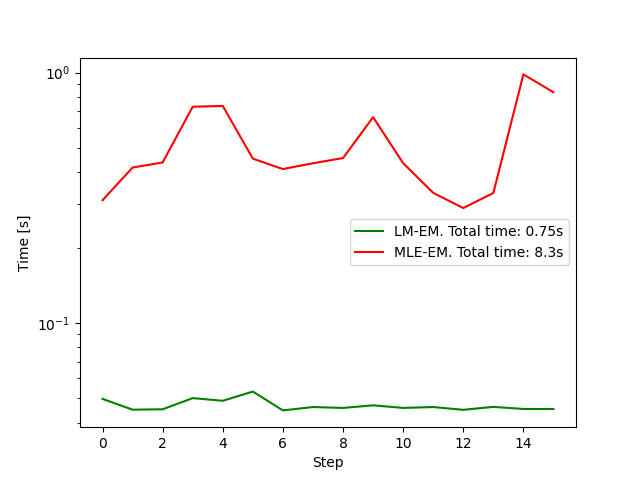 10⁰
10⁻¹
Time [s]
LM-EM. Total time: 0.75s
MLE-EM. Total time: 8.3s
0 2 4 6 8 10 12 14
Step